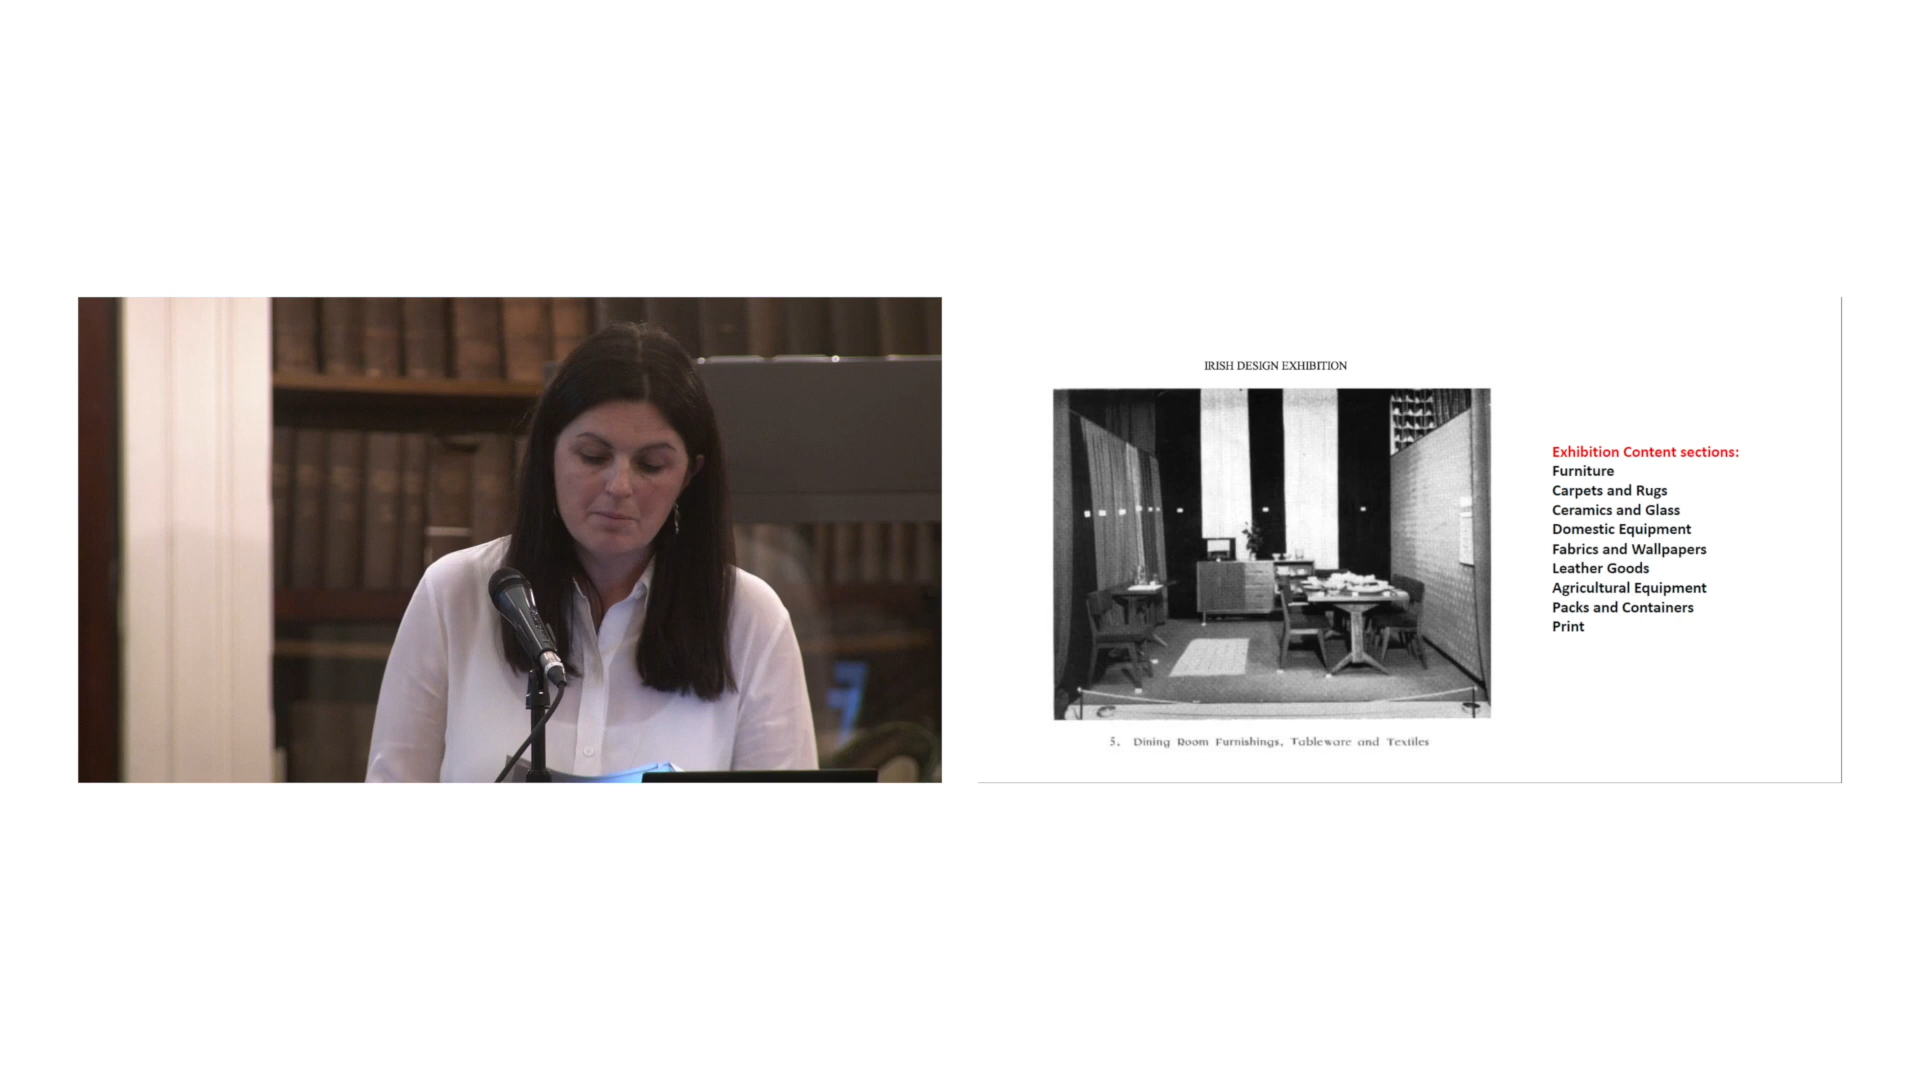 IRISH DESIGN EXHIBITION
5. Dining Room Furnishings, Tableware and Textiles
Exhibition Content sections:
Furniture
Carpets and Rugs
Ceramics and Glass
Domestic Equipment
Fabrics and Wallpapers
Leather Goods
Agricultural Equipment
Packs and Containers
Print